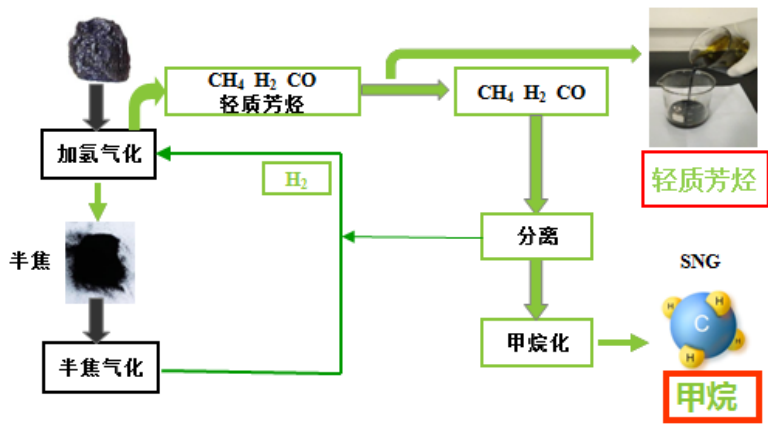 CH₄ H₂ CO
轻质芳烃
CH₄ H₂ CO
加氢气化
H₂
轻质芳烃
半焦
分离
SNG
H
H
C
H
H
半焦气化
甲烷化
甲烷